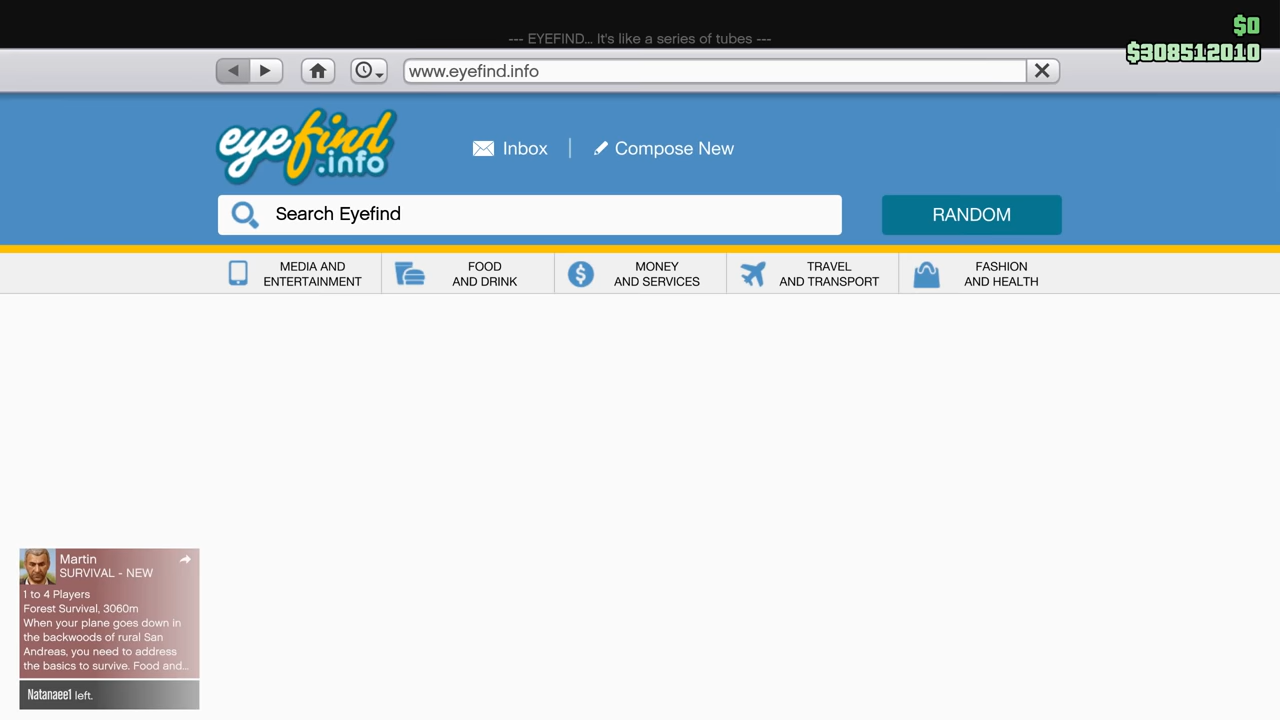 --- EYEFIND... It's like a series of tubes ---
$0
$308512010
www.eyefind.info
eyefind
.info
Inbox
Compose New
Search Eyefind
RANDOM
MEDIA AND
ENTERTAINMENT
FOOD
AND DRINK
MONEY
AND SERVICES
TRAVEL
AND TRANSPORT
FASHION
AND HEALTH
Martin
SURVIVAL - NEW
1 to 4 Players
Forest Survival, 3060m
When your plane goes down in
the backwoods of rural San
Andreas, you need to address
the basics to survive. Food and...
Natanaee1 left.